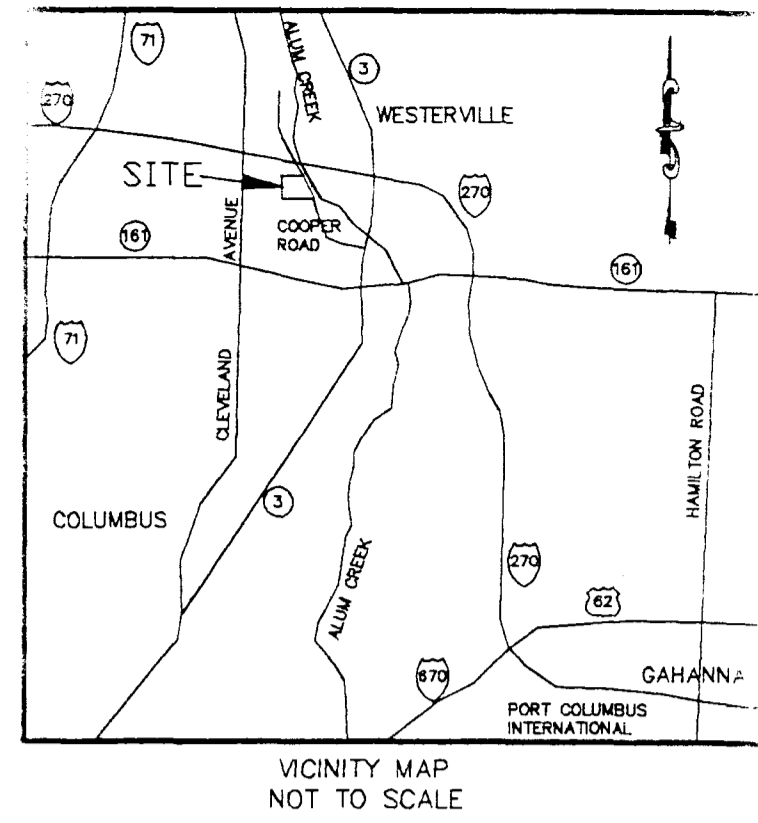 71
ALUM CREEK
3
270
WESTERVILLE
SITE
270
AVENUE
COOPER
ROAD
161
161
71
CLEVELAND
HAMILTON ROAD
3
COLUMBUS
ALUM CREEK
270
62
670
GAHANNA
PORT COLUMBUS
INTERNATIONAL
VICINITY MAP
NOT TO SCALE